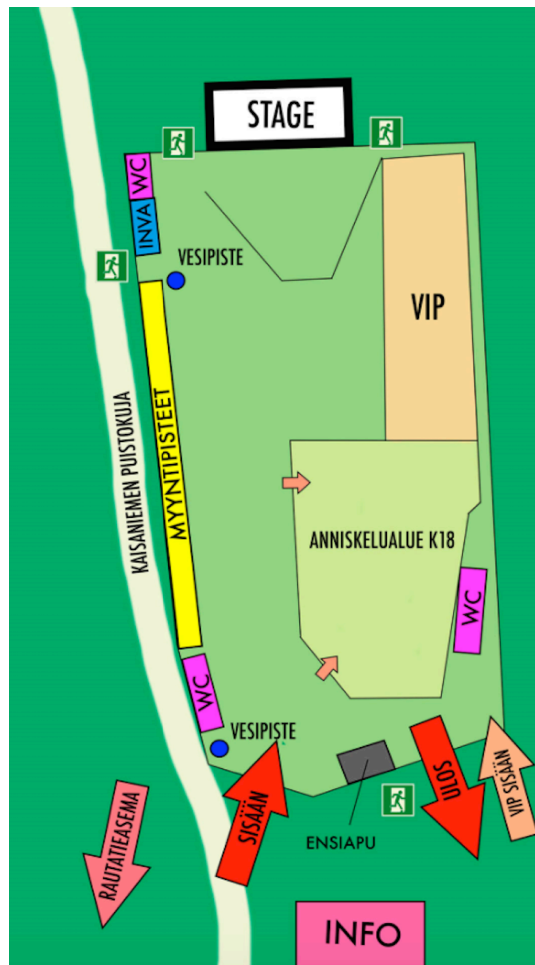 STAGE
WC
INVA
VESIPISTE
VIP
KAISANIEMEN PUISTOKUJA
MYYNTIPISTEET
ANNISKELUALUE K18
WC
WC
VESIPISTE
SISÄÄN
ULOS
VIP SISÄÄN
RAUTATIEASEMA
ENSIAPU
INFO